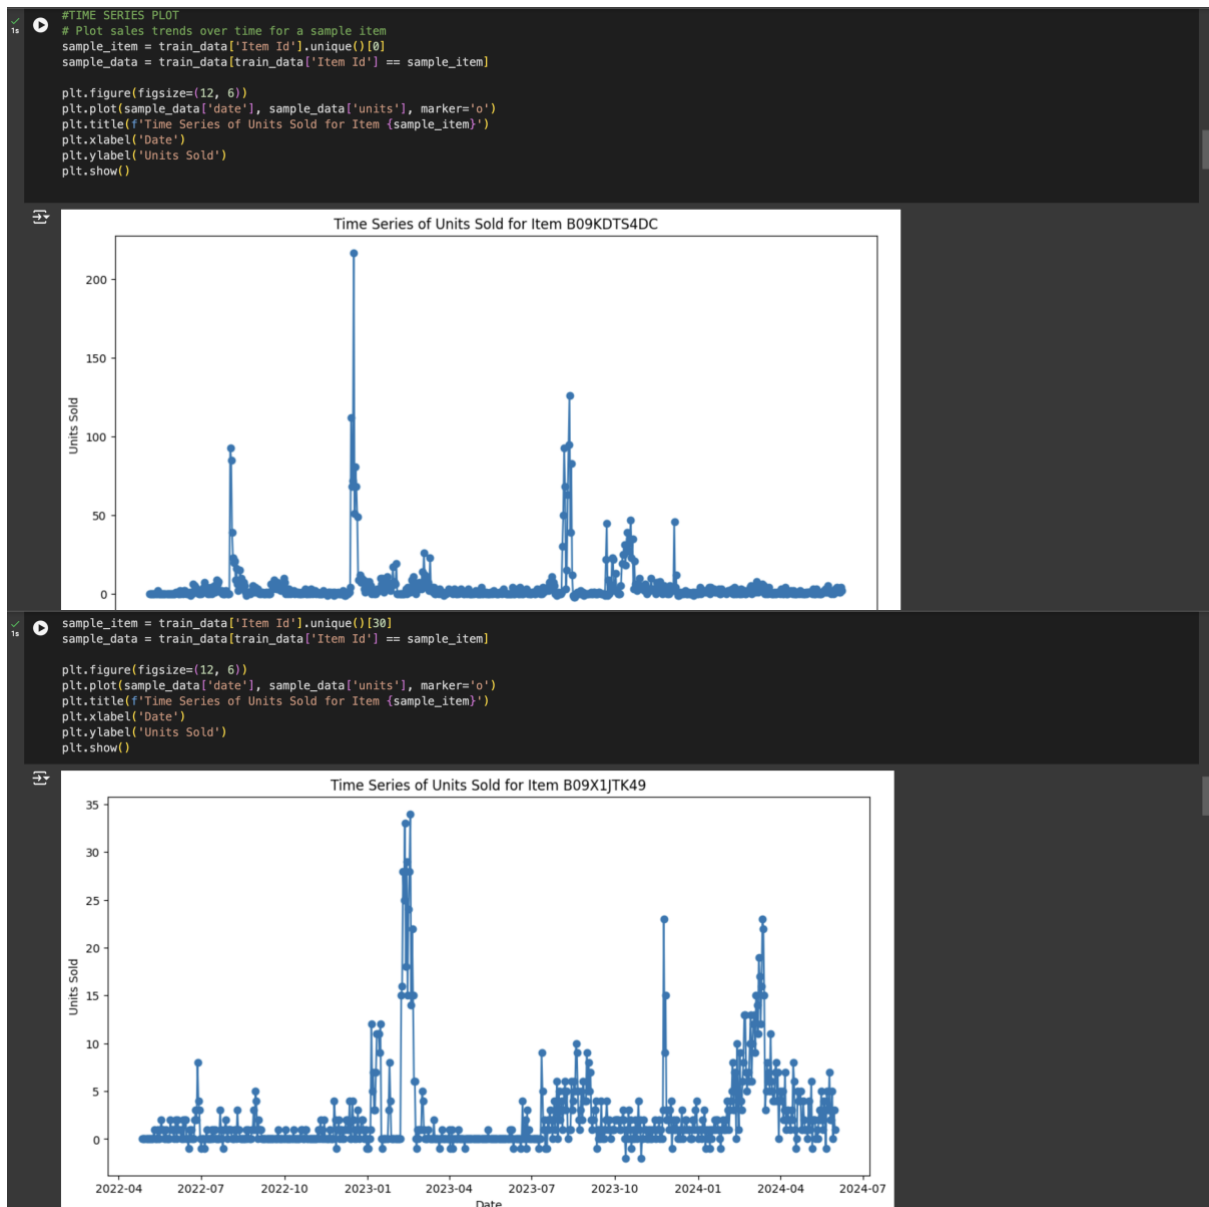 #TIME SERIES PLOT
# Plot sales trends over time for a sample item
sample_item = train_data['Item Id'].unique()[0]
sample_data = train_data[train_data['Item Id'] == sample_item]
plt.figure(figsize=(12, 6))
plt.plot(sample_data['date'], sample_data['units'], marker='o')
plt.title(f'Time Series of Units Sold for Item {sample_item}')
plt.xlabel('Date')
plt.ylabel('Units Sold')
plt.show()
1s
Time Series of Units Sold for Item B09KDTS4DC
200
150
100
50
0
Units Sold
1s
sample_item = train_data['Item Id'].unique()[30]
sample_data = train_data[train_data['Item Id'] == sample_item]
plt.figure(figsize=(12, 6))
plt.plot(sample_data['date'], sample_data['units'], marker='o')
plt.title(f'Time Series of Units Sold for Item {sample_item}')
plt.xlabel('Date')
plt.ylabel('Units Sold')
plt.show()
Time Series of Units Sold for Item B09X1JTK49
35
30
25
20
15
10
5
0
Units Sold
2022-04 2022-07 2022-10 2023-01 2023-04 2023-07 2023-10 2024-01 2024-04 2024-07
Date